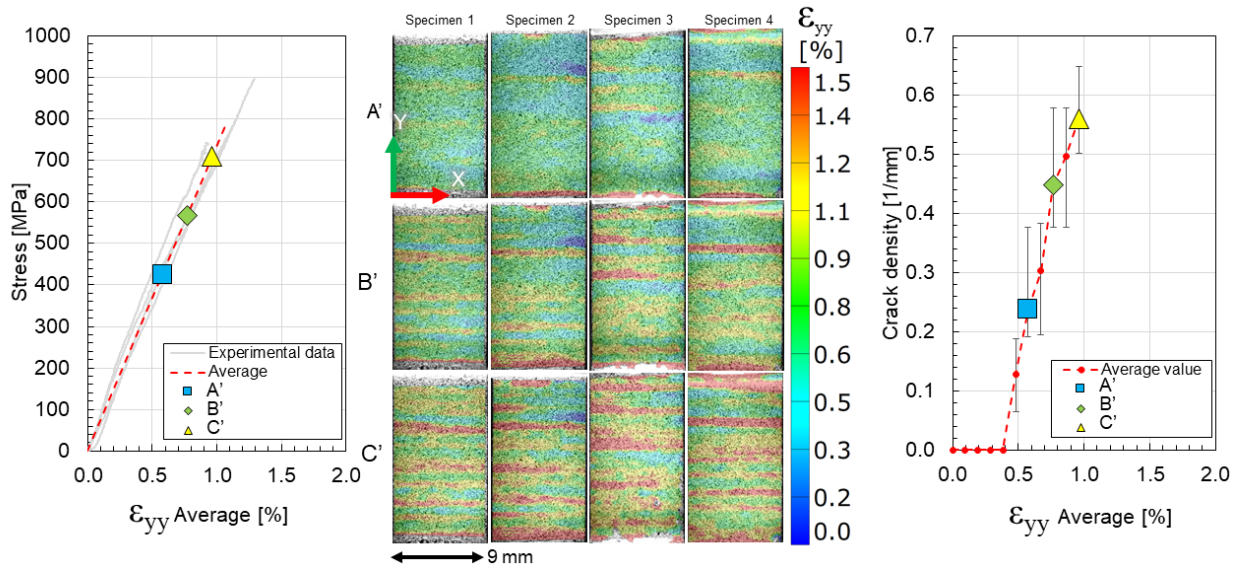 1000
900
800
700
600
500
400
300
200
100
0
Stress [MPa]
Experimental data
Average
A’
B’
C’
0.0 0.5 1.0 1.5 2.0
εyy Average [%]
Specimen 1 Specimen 2 Specimen 3 Specimen 4
A’
Y
X
B’
C’
9 mm
εyy
[%]
1.5
1.4
1.2
1.1
0.9
0.8
0.6
0.5
0.3
0.2
0.0
0.7
0.6
0.5
0.4
0.3
0.2
0.1
0.0
Crack density [1/mm]
Average value
A’
B’
C’
0.0 0.5 1.0 1.5 2.0
εyy Average [%]